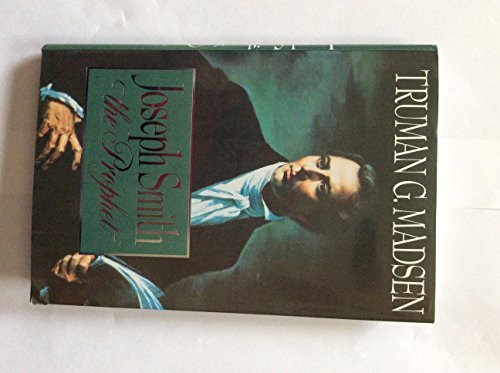 TRUMAN G. MADSEN
Joseph Smith
the Prophet